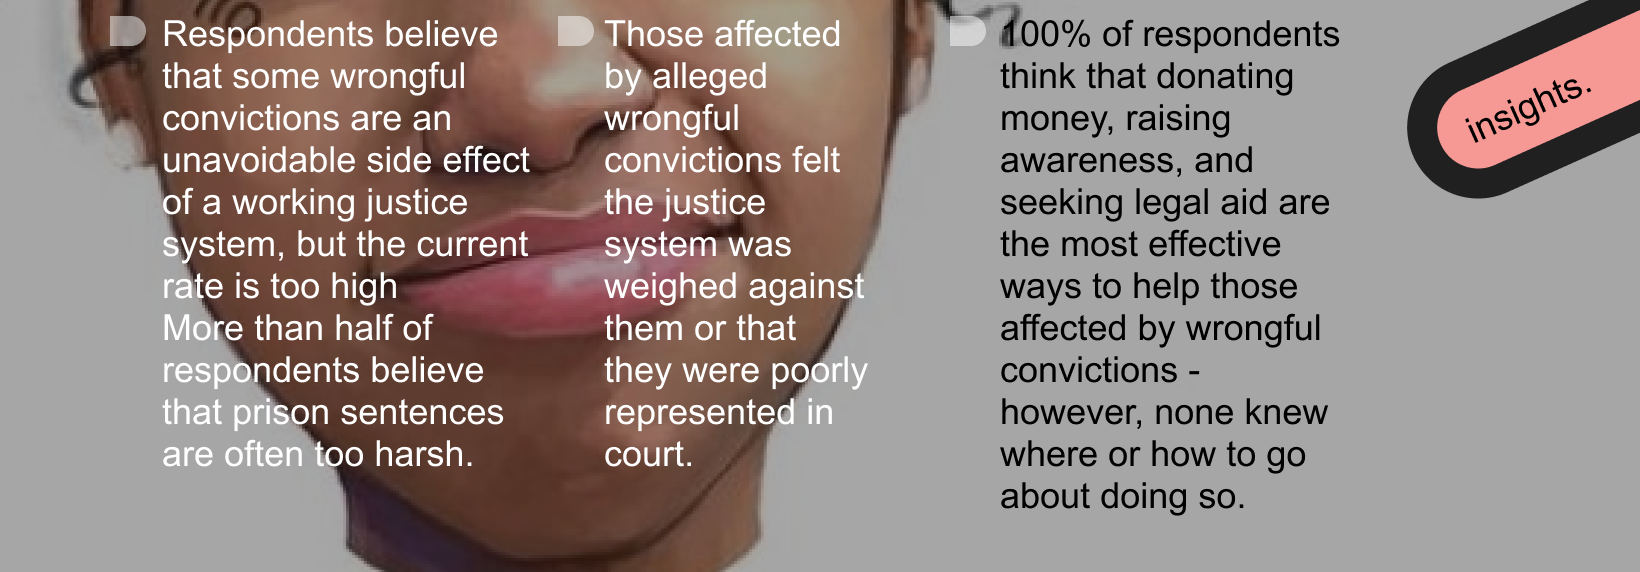 Respondents believe
that some wrongful
convictions are an
unavoidable side effect
of a working justice
system, but the current
rate is too high
More than half of
respondents believe
that prison sentences
are often too harsh.
Those affected
by alleged
wrongful
convictions felt
the justice
system was
weighed against
them or that
they were poorly
represented in
court.
100% of respondents
think that donating
money, raising
awareness, and
seeking legal aid are
the most effective
ways to help those
affected by wrongful
convictions -
however, none knew
where or how to go
about doing so.
insights.